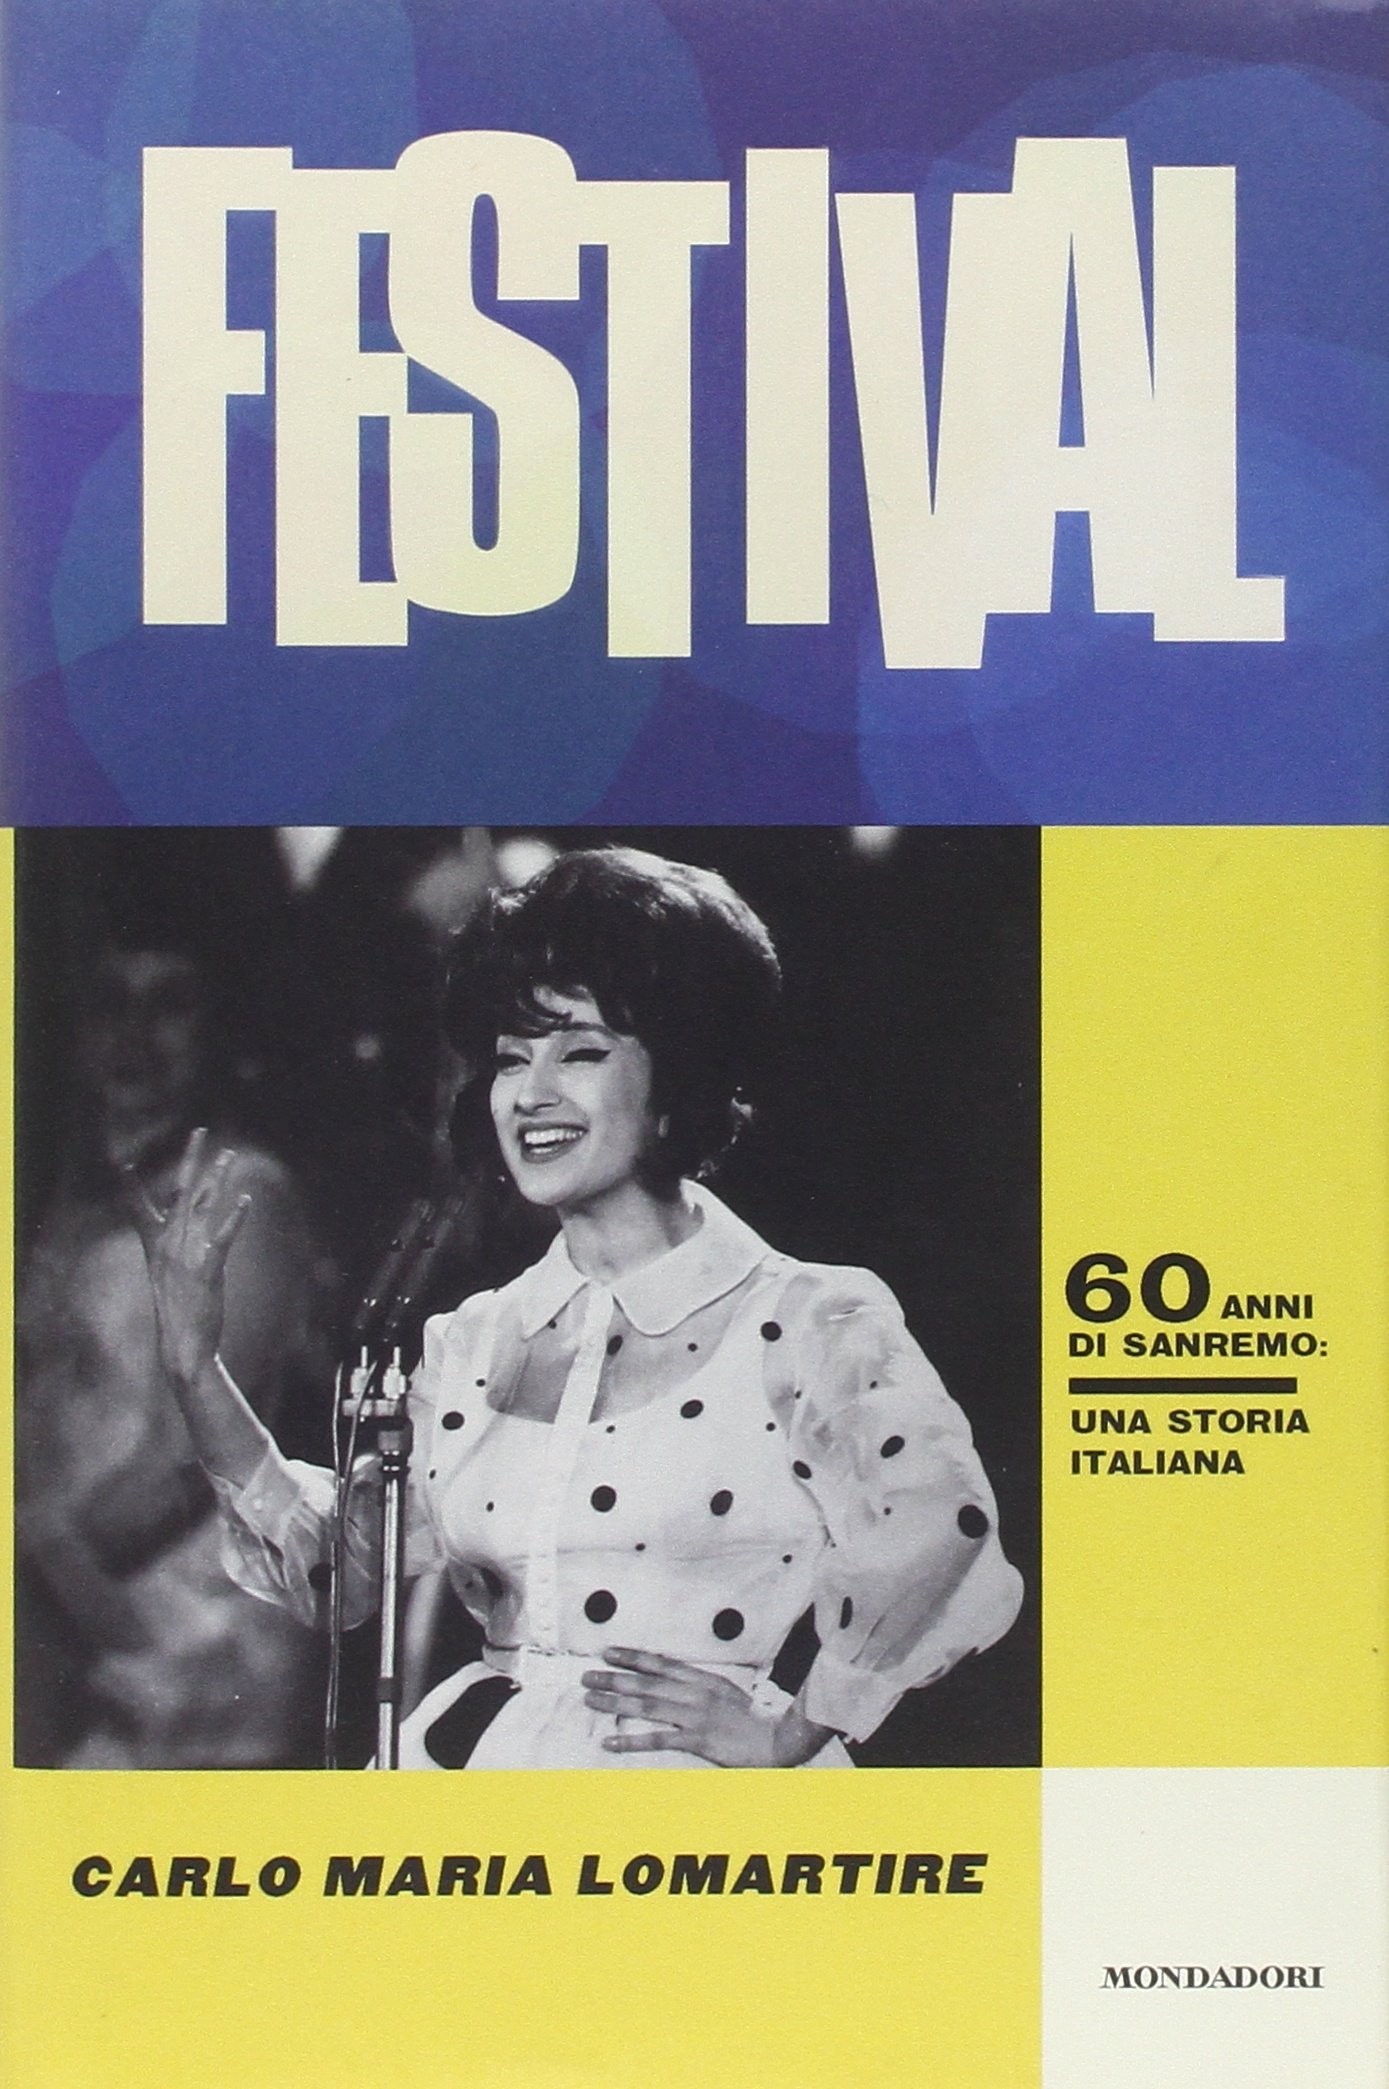 FESTIVAL
60 ANNI
DI SANREMO:
UNA STORIA
ITALIANA
CARLO MARIA LOMARTIRE
MONDADORI